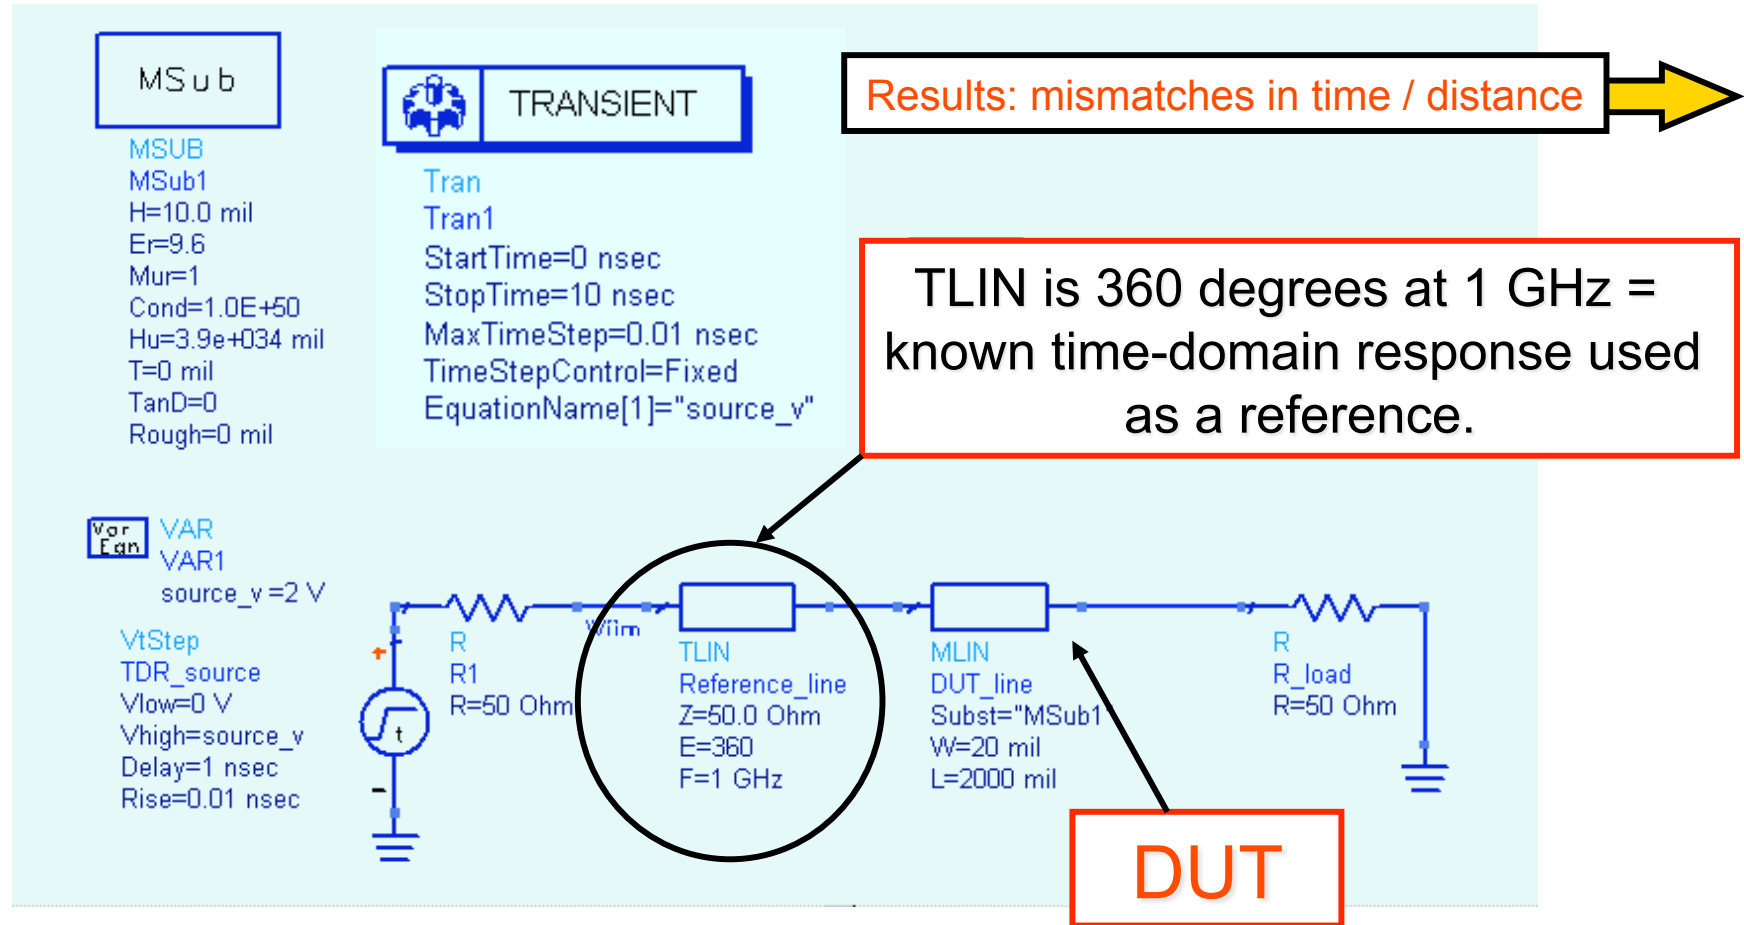 MSub
MSUB
MSub1
H=10.0 mil
Er=9.6
Mur=1
Cond=1.0E+50
Hu=3.9e+034 mil
T=0 mil
TanD=0
Rough=0 mil
TRANSIENT
Tran
Tran1
StartTime=0 nsec
StopTime=10 nsec
MaxTimeStep=0.01 nsec
TimeStepControl=Fixed
EquationName[1]="source_v"
Results: mismatches in time / distance
TLIN is 360 degrees at 1 GHz =
known time-domain response used
as a reference.
Var
Eqn
VAR
VAR1
source_v =2 V
VtStep
TDR_source
Vlow=0 V
Vhigh=source_v
Delay=1 nsec
Rise=0.01 nsec
+
t
-
R
R1
R=50 Ohm
TLIN
Reference_line
Z=50.0 Ohm
E=360
F=1 GHz
MLIN
DUT_line
Subst="MSub1"
W=20 mil
L=2000 mil
R
R_load
R=50 Ohm
DUT